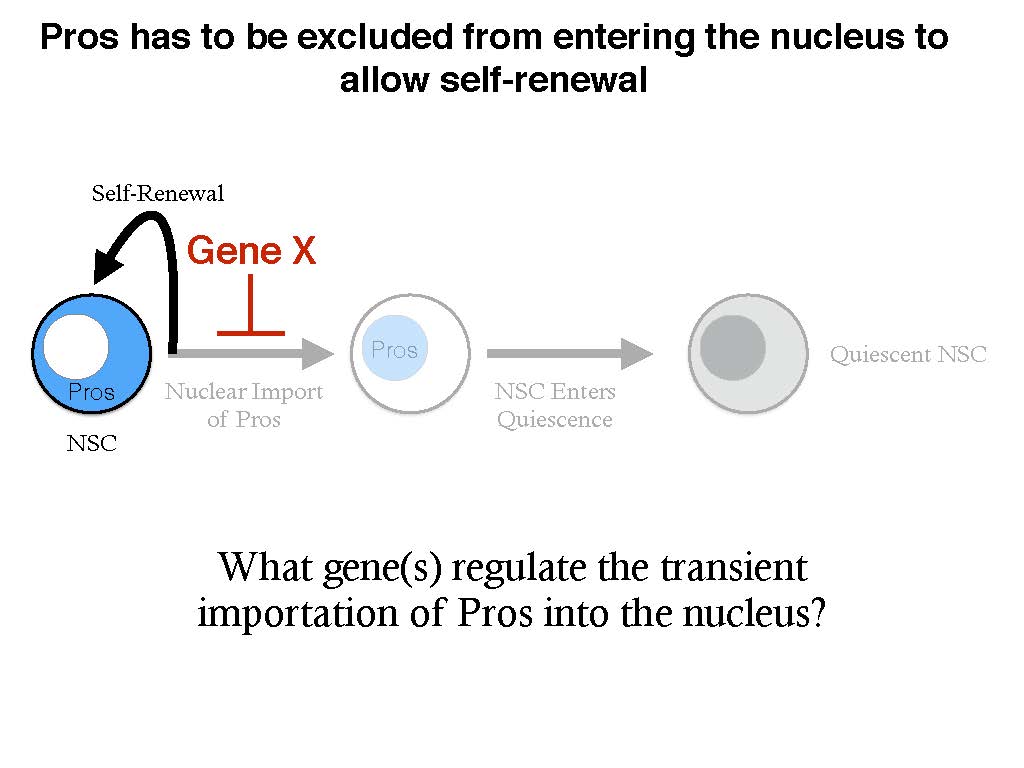 Pros has to be excluded from entering the nucleus to
allow self-renewal
Self-Renewal
Gene X
Pros
NSC
Nuclear Import
of Pros
Pros
NSC Enters
Quiescence
Quiescent NSC
What gene(s) regulate the transient
importation of Pros into the nucleus?